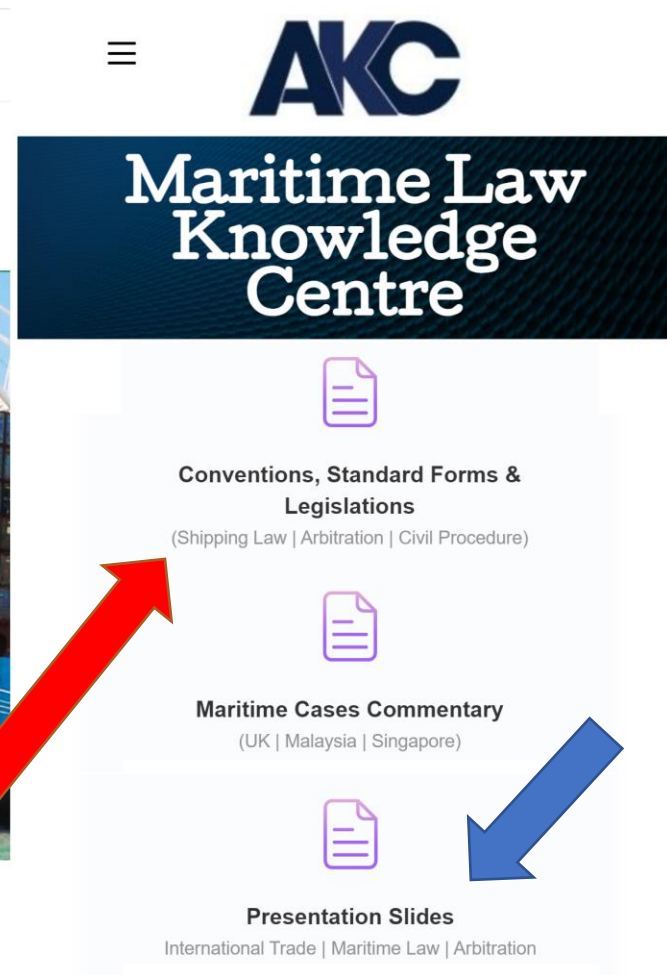 AKC
Maritime Law
Knowledge
Centre
Conventions, Standard Forms &
Legislations
(Shipping Law | Arbitration | Civil Procedure)
Maritime Cases Commentary
(UK | Malaysia | Singapore)
Presentation Slides
International Trade | Maritime Law | Arbitration